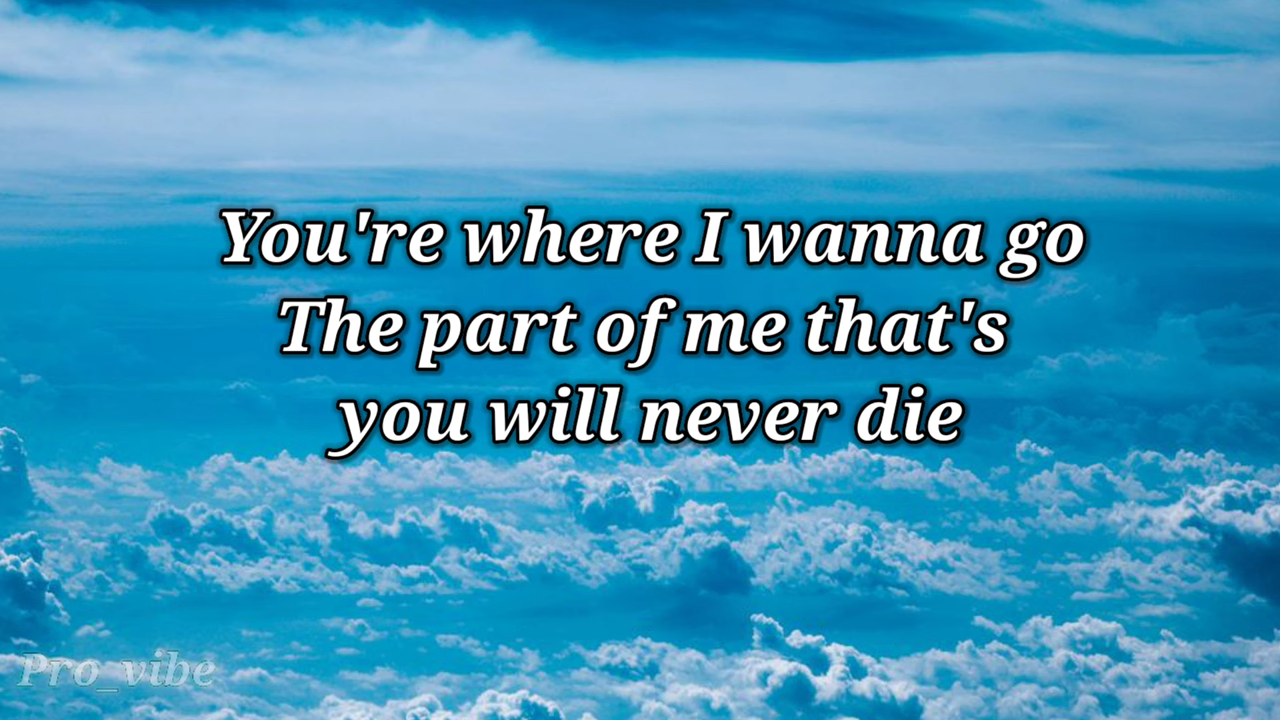 You're where I wanna go
The part of me that's
you will never die
Pro_vibe